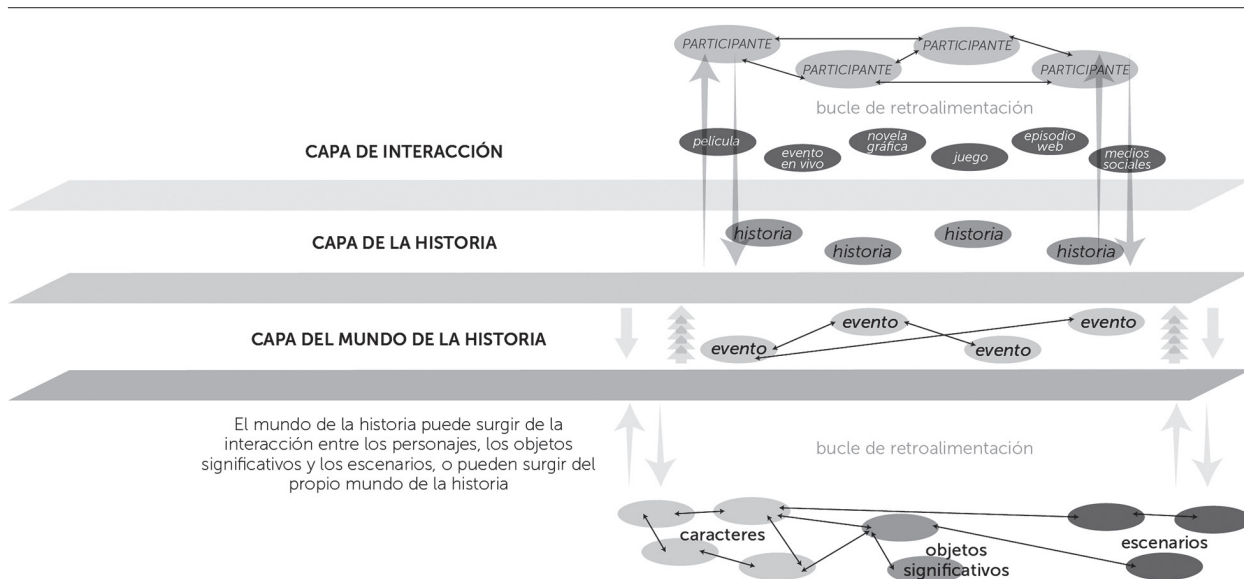 PARTICIPANTE
PARTICIPANTE
PARTICIPANTE
PARTICIPANTE
bucle de retroalimentación
CAPA DE INTERACCIÓN
película
evento
en vivo
novela
gráfica
juego
episodio
web
medios
sociales
CAPA DE LA HISTORIA
historia
historia
historia
historia
CAPA DEL MUNDO DE LA HISTORIA
evento
evento
evento
evento
El mundo de la historia puede surgir de la
interacción entre los personajes, los objetos
significativos y los escenarios, o pueden surgir del
propio mundo de la historia
bucle de retroalimentación
caracteres
objetos
significativos
escenarios